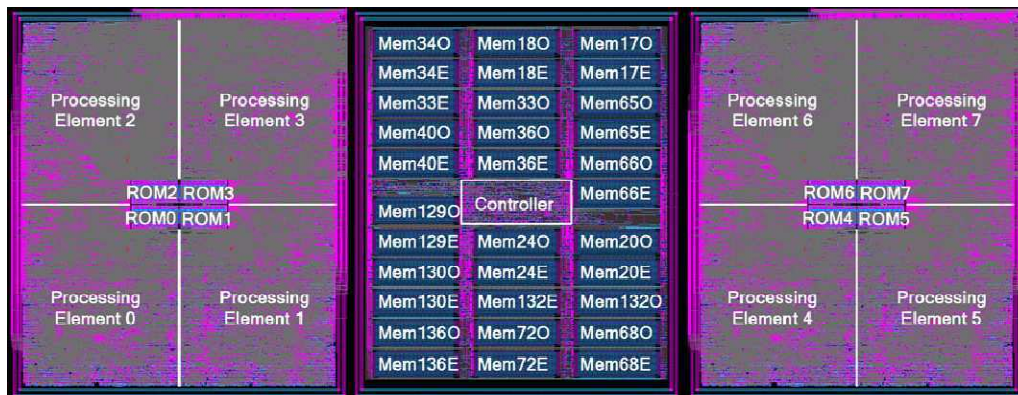 Processing
Element 2
Processing
Element 3
ROM2 ROM3
ROM0 ROM1
Processing
Element 0
Processing
Element 1
Mem34O Mem18O Mem17O
Mem34E Mem18E Mem17E
Mem33E Mem33O Mem65O
Mem40O Mem36O Mem65E
Mem40E Mem36E Mem66O
Mem66E
Mem129O Controller
Mem129E Mem24O Mem20O
Mem130O Mem24E Mem20E
Mem130E Mem132E Mem132O
Mem136O Mem72O Mem68O
Mem136E Mem72E Mem68E
Processing
Element 6
Processing
Element 7
ROM6 ROM7
ROM4 ROM5
Processing
Element 4
Processing
Element 5